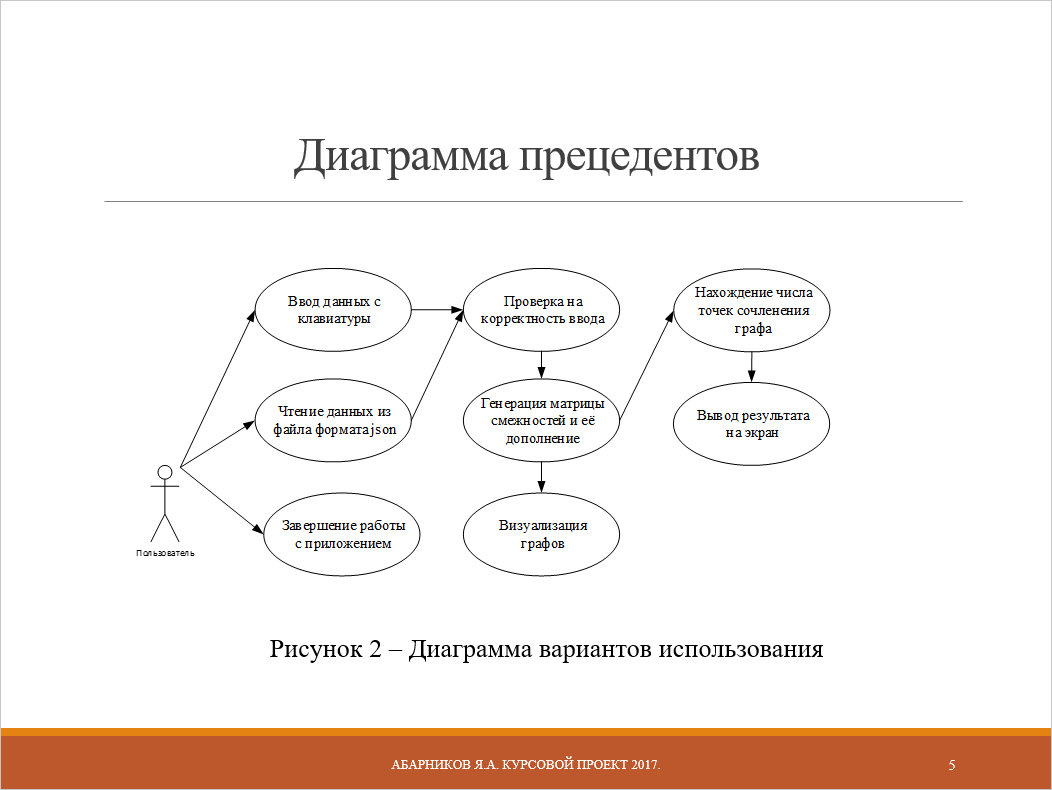 Диаграмма прецедентов
Ввод данных с
клавиатуры
Проверка на
корректность ввода
Нахождение числа
точек сочленения
графа
Чтение данных из
файла формата json
Генерация матрицы
смежностей и её
дополнение
Вывод результата
на экран
Завершение работы
с приложением
Визуализация
графов
Пользователь
Рисунок 2 – Диаграмма вариантов использования
АБАРНИКОВ Я.А. КУРСОВОЙ ПРОЕКТ 2017.
5